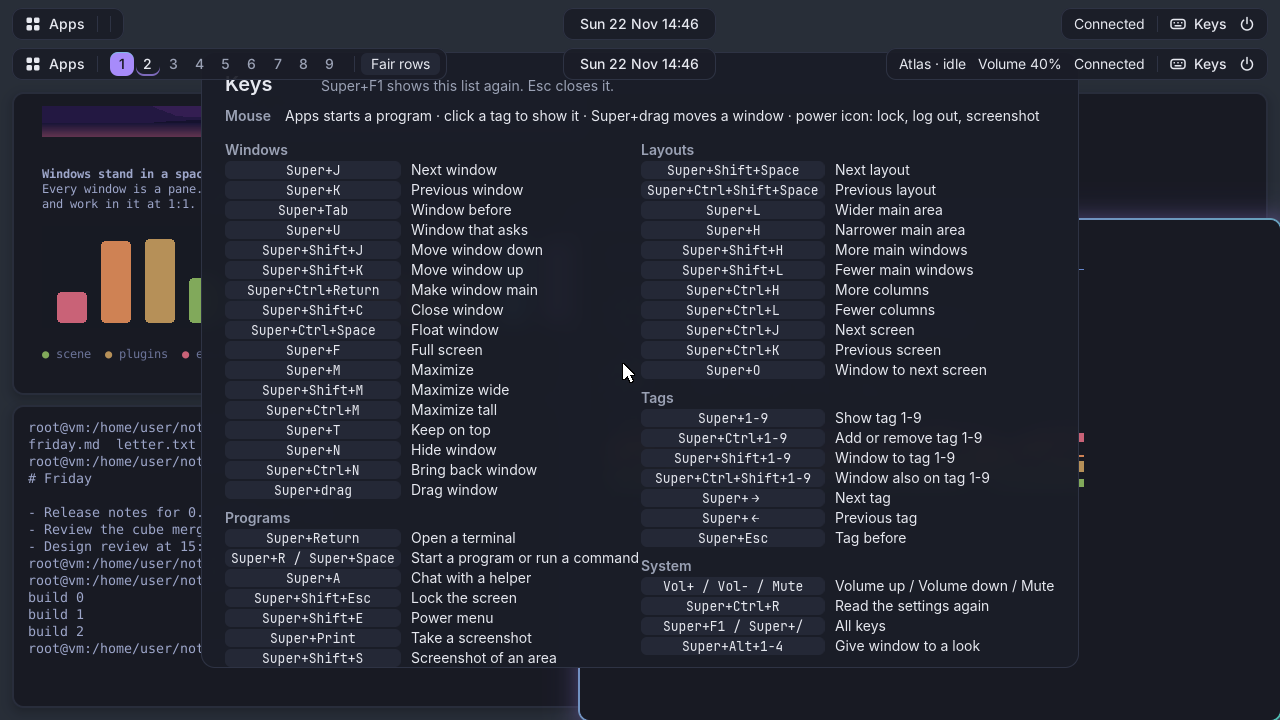 Apps
Sun 22 Nov 14:46
Connected
Keys
Apps
1 2 3 4 5 6 7 8 9
Fair rows
Sun 22 Nov 14:46
Atlas · idle
Volume 40%
Connected
Keys
Keys
Super+F1 shows this list again. Esc closes it.
Mouse Apps starts a program · click a tag to show it · Super+drag moves a window · power icon: lock, log out, screenshot
Windows
Super+J Next window
Super+K Previous window
Super+Tab Window before
Super+U Window that asks
Super+Shift+J Move window down
Super+Shift+K Move window up
Super+Ctrl+Return Make window main
Super+Shift+C Close window
Super+Ctrl+Space Float window
Super+F Full screen
Super+M Maximize
Super+Shift+M Maximize wide
Super+Ctrl+M Maximize tall
Super+T Keep on top
Super+N Hide window
Super+Ctrl+N Bring back window
Super+drag Drag window
Programs
Super+Return Open a terminal
Super+R / Super+Space Start a program or run a command
Super+A Chat with a helper
Super+Shift+Esc Lock the screen
Super+Shift+E Power menu
Super+Print Take a screenshot
Super+Shift+S Screenshot of an area
Layouts
Super+Shift+Space Next layout
Super+Ctrl+Shift+Space Previous layout
Super+L Wider main area
Super+H Narrower main area
Super+Shift+H More main windows
Super+Shift+L Fewer main windows
Super+Ctrl+H More columns
Super+Ctrl+L Fewer columns
Super+Ctrl+J Next screen
Super+Ctrl+K Previous screen
Super+O Window to next screen
Tags
Super+1-9 Show tag 1-9
Super+Ctrl+1-9 Add or remove tag 1-9
Super+Shift+1-9 Window to tag 1-9
Super+Ctrl+Shift+1-9 Window also on tag 1-9
Super+→ Next tag
Super+← Previous tag
Super+Esc Tag before
System
Vol+ / Vol- / Mute Volume up / Volume down / Mute
Super+Ctrl+R Read the settings again
Super+F1 / Super+/ All keys
Super+Alt+1-4 Give window to a look
Windows stand in a spac
Every window is a pane.
and work in it at 1:1.
scene plugins
root@vm:/home/user/not
friday.md letter.txt
root@vm:/home/user/not
# Friday
- Release notes for 0.
- Review the cube merg
- Design review at 15:
root@vm:/home/user/not
root@vm:/home/user/not
build 0
build 1
build 2
root@vm:/home/user/not